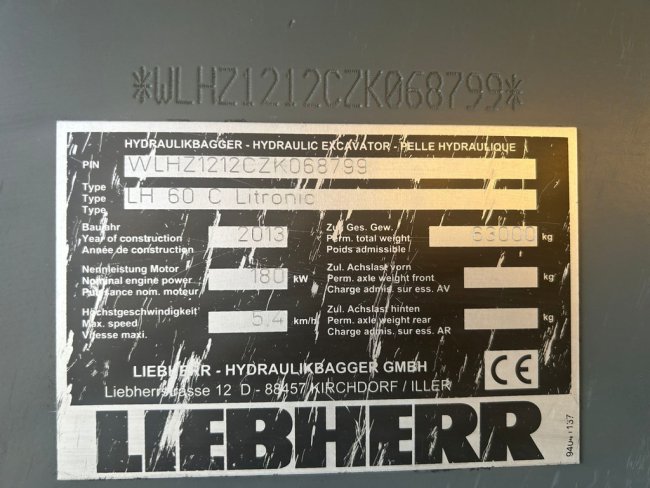 *WLHZ1212CZK068799*
HYDRAULIKBAGGER - HYDRAULIC EXCAVATOR - PELLE HYDRAULIQUE
PIN WLHZ1212CZK068799
Type
Type LH 60 C Litronic
Type
Baujahr
Year of construction 2013
Année de construction
Zul. Ges. Gew.
Perm. total weight 63000 kg
Poids admissible
Nennleistung Motor
Nominal engine power 180 kW
Puissance nom. moteur
Zul. Achslast vorn
Perm. axle weight front kg
Charge admis. sur ess. AV
Höchstgeschwindigkeit
Max. speed 5,4 km/h
Vitesse maxi.
Zul. Achslast hinten
Perm. axle weight rear kg
Charge admis. sur ess. AR
LIEBHERR - HYDRAULIKBAGGER GMBH
Liebherrstrasse 12 D - 88457 KIRCHDORF / ILLER
CE
LIEBHERR